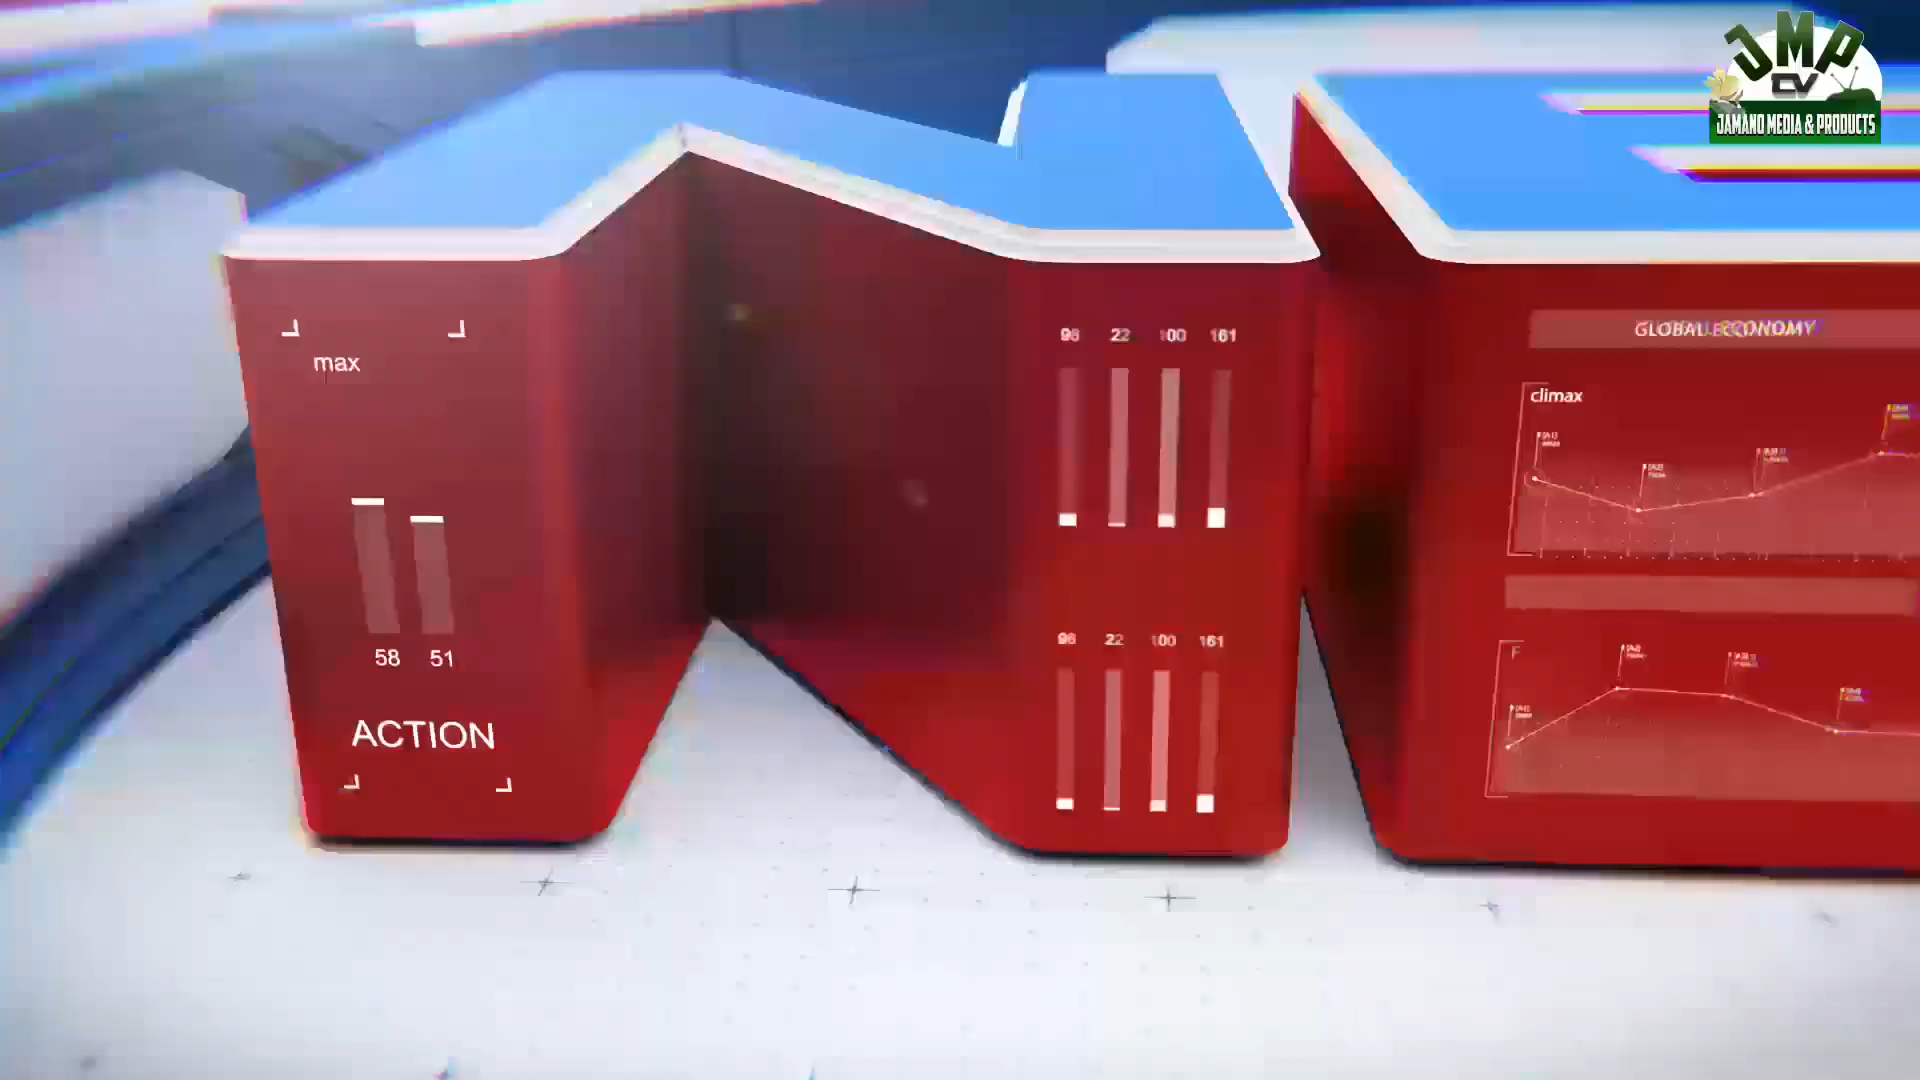 JMP
CV
JAMANO MEDIA & PRODUCTS
max
58 51
ACTION
98 22 100 161
98 22 100 161
GLOBAL ECONOMY
climax
F